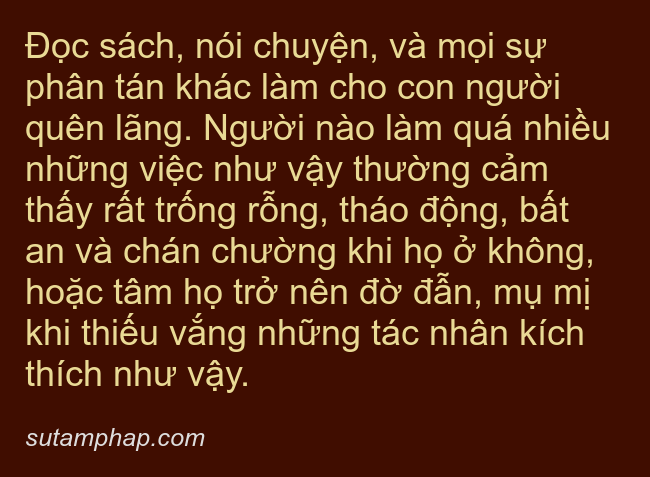 Đọc sách, nói chuyện, và mọi sự
phân tán khác làm cho con người
quên lãng. Người nào làm quá nhiều
những việc như vậy thường cảm
thấy rất trống rỗng, tháo động, bất
an và chán chường khi họ ở không,
hoặc tâm họ trở nên đờ đẫn, mụ mị
khi thiếu vắng những tác nhân kích
thích như vậy.
sutamphap.com